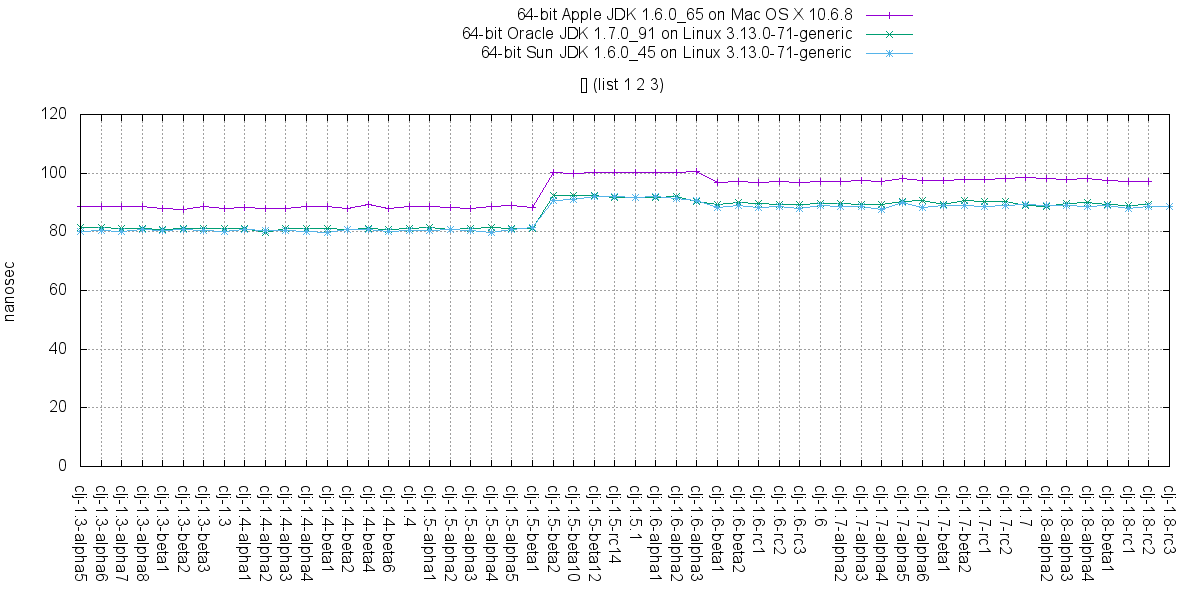 64-bit Apple JDK 1.6.0_65 on Mac OS X 10.6.8
64-bit Oracle JDK 1.7.0_91 on Linux 3.13.0-71-generic
64-bit Sun JDK 1.6.0_45 on Linux 3.13.0-71-generic
[] (list 1 2 3)
120
100
80
60
40
20
0
nanosec
clj-1.3-alpha5
clj-1.3-alpha6
clj-1.3-alpha7
clj-1.3-alpha8
clj-1.3-beta1
clj-1.3-beta2
clj-1.3-beta3
clj-1.3
clj-1.4-alpha1
clj-1.4-alpha2
clj-1.4-alpha3
clj-1.4-alpha4
clj-1.4-beta1
clj-1.4-beta2
clj-1.4-beta4
clj-1.4-beta6
clj-1.4
clj-1.5-alpha1
clj-1.5-alpha2
clj-1.5-alpha3
clj-1.5-alpha4
clj-1.5-alpha5
clj-1.5-beta1
clj-1.5-beta2
clj-1.5-beta10
clj-1.5-beta12
clj-1.5-rc14
clj-1.5.1
clj-1.6-alpha1
clj-1.6-alpha2
clj-1.6-alpha3
clj-1.6-beta1
clj-1.6-beta2
clj-1.6-rc1
clj-1.6-rc2
clj-1.6-rc3
clj-1.6
clj-1.7-alpha2
clj-1.7-alpha3
clj-1.7-alpha4
clj-1.7-alpha5
clj-1.7-alpha6
clj-1.7-beta1
clj-1.7-beta2
clj-1.7-rc1
clj-1.7-rc2
clj-1.7
clj-1.8-alpha2
clj-1.8-alpha3
clj-1.8-alpha4
clj-1.8-beta1
clj-1.8-rc1
clj-1.8-rc2
clj-1.8-rc3